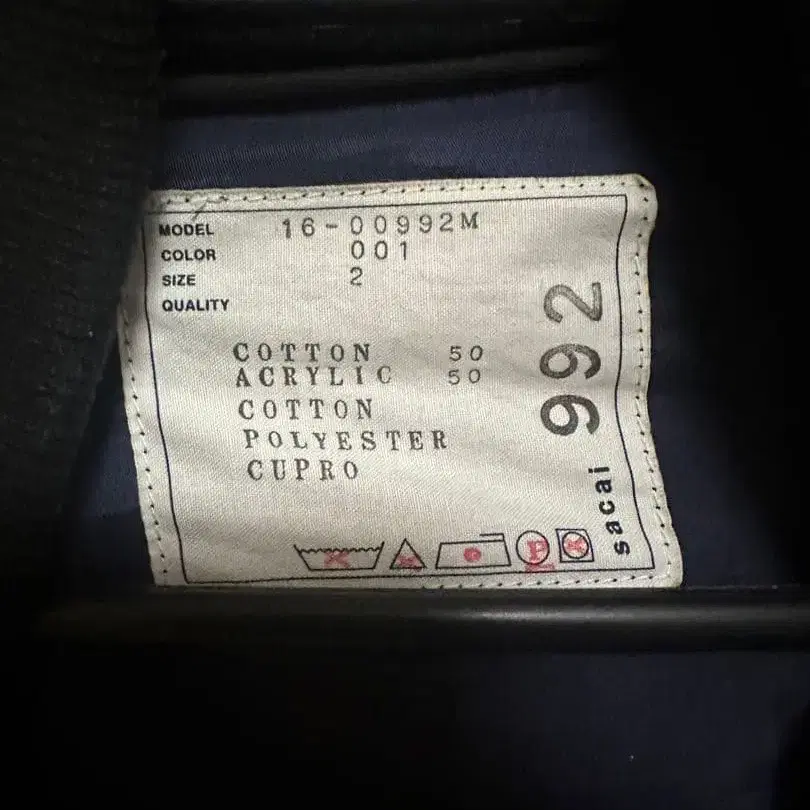 MODEL 16-00992M
COLOR 001
SIZE 2
QUALITY
COTTON 50
ACRYLIC 50
COTTON
POLYESTER
CUPRO
P
sacai 992